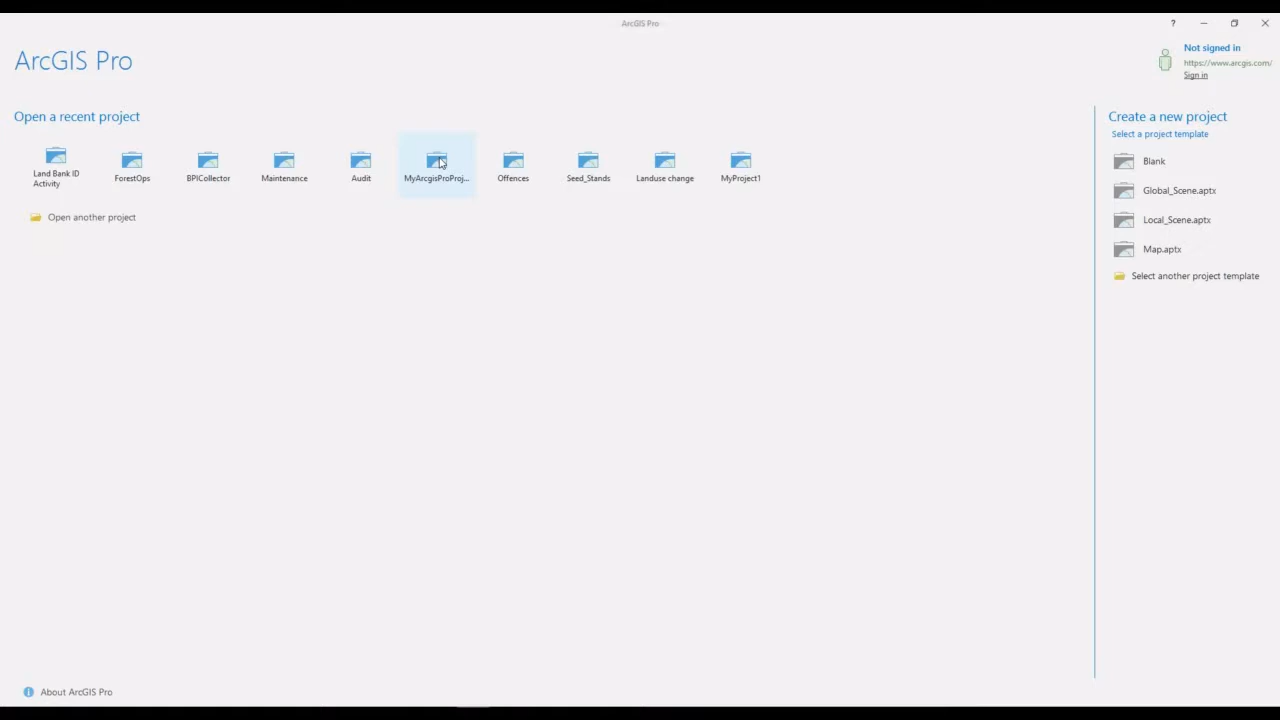 ArcGIS Pro
?
ArcGIS Pro
Not signed in
https://www.arcgis.com/
Sign in
Open a recent project
Land Bank ID
Activity
ForestOps
BPICollector
Maintenance
Audit
MyArcgisProProj...
Offences
Seed_Stands
Landuse change
MyProject1
Open another project
Create a new project
Select a project template
Blank
Global_Scene.aptx
Local_Scene.aptx
Map.aptx
Select another project template
About ArcGIS Pro